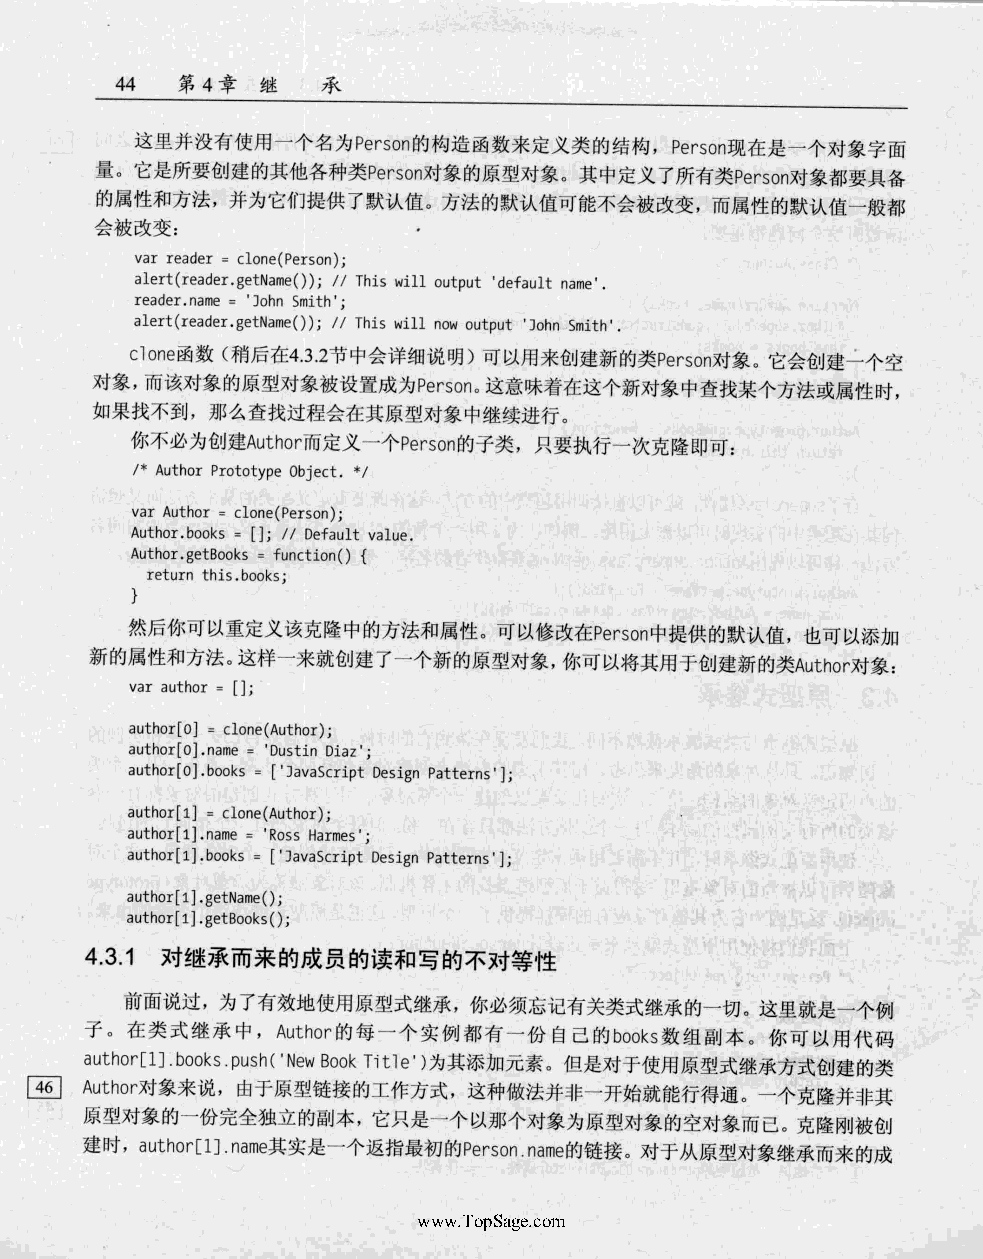 44 第4章 继 承
这里并没有使用一个名为Person的构造函数来定义类的结构，Person现在是一个对象字面
量。它是所要创建的其他各种类Person对象的原型对象。其中定义了所有类Person对象都要具备
的属性和方法，并为它们提供了默认值。方法的默认值可能不会被改变，而属性的默认值一般都
会被改变：
var reader = clone(Person);
alert(reader.getName()); // This will output 'default name'.
reader.name = 'John Smith';
alert(reader.getName()); // This will now output 'John Smith'.
clone函数（稍后在4.3.2节中会详细说明）可以用来创建新的类Person对象。它会创建一个空
对象，而该对象的原型对象被设置成为Person。这意味着在这个新对象中查找某个方法或属性时，
如果找不到，那么查找过程会在其原型对象中继续进行。
你不必为创建Author而定义一个Person的子类，只要执行一次克隆即可：
/* Author Prototype Object. */
var Author = clone(Person);
Author.books = []; // Default value.
Author.getBooks = function() {
return this.books;
}
然后你可以重定义该克隆中的方法和属性。可以修改在Person中提供的默认值，也可以添加
新的属性和方法。这样一来就创建了一个新的原型对象，你可以将其用于创建新的类Author对象：
var author = [];
author[0] = clone(Author);
author[0].name = 'Dustin Diaz';
author[0].books = ['JavaScript Design Patterns'];
author[1] = clone(Author);
author[1].name = 'Ross Harmes';
author[1].books = ['JavaScript Design Patterns'];
author[1].getName();
author[1].getBooks();
4.3.1 对继承而来的成员的读和写的不对等性
前面说过，为了有效地使用原型式继承，你必须忘记有关类式继承的一切。这里就是一个例
子。在类式继承中，Author的每一个实例都有一份自己的books数组副本。你可以用代码
author[1].books.push('New Book Title')为其添加元素。但是对于使用原型式继承方式创建的类
46 Author对象来说，由于原型链接的工作方式，这种做法并非一开始就能行得通。一个克隆并非其
原型对象的一份完全独立的副本，它只是一个以那个对象为原型对象的空对象而已。克隆刚被创
建时，author[1].name其实是一个返指最初的Person.name的链接。对于从原型对象继承而来的成
www.TopSage.com